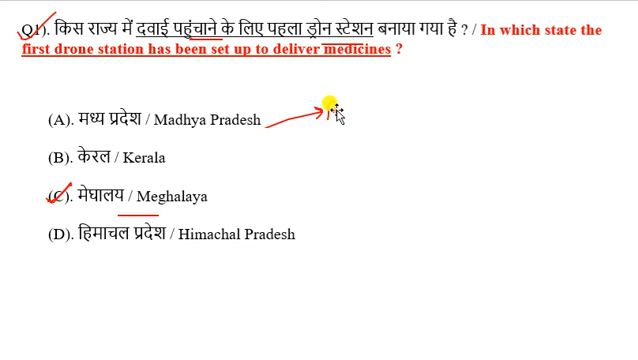 Q1). किस राज्य में दवाई पहुंचाने के लिए पहला ड्रोन स्टेशन बनाया गया है ? / In which state the
first drone station has been set up to deliver medicines ?
(A). मध्य प्रदेश / Madhya Pradesh
(B). केरल / Kerala
(C). मेघालय / Meghalaya
(D). हिमाचल प्रदेश / Himachal Pradesh